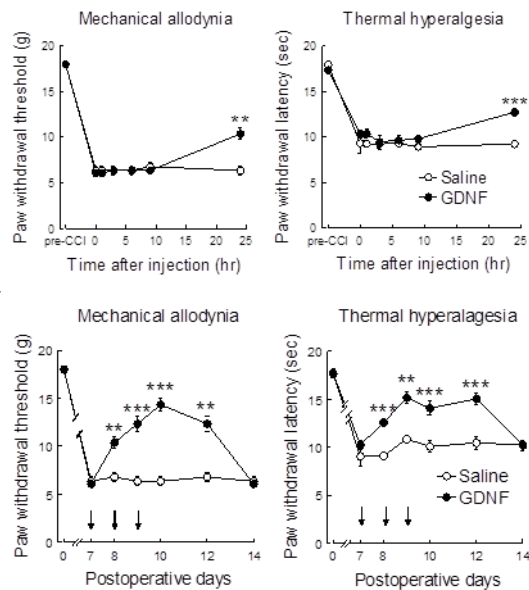 Mechanical allodynia
Paw withdrawal threshold (g)
20
15
10
5
0
**
pre-CCI 0 5 10 15 20 25
Time after injection (hr)
Thermal hyperalgesia
Paw withdrawal latency (sec)
20
15
10
5
0
***
Saline
GDNF
pre-CCI 0 5 10 15 20 25
Time after injection (hr)
Mechanical allodynia
Paw withdrawal threshold (g)
20
15
10
5
0
** *** *** **
0 7 8 9 10 12 14
Postoperative days
Thermal hyperalagesia
Paw withdrawal latency (sec)
20
15
10
5
0
*** ** *** ***
Saline
GDNF
0 7 8 9 10 12 14
Postoperative days